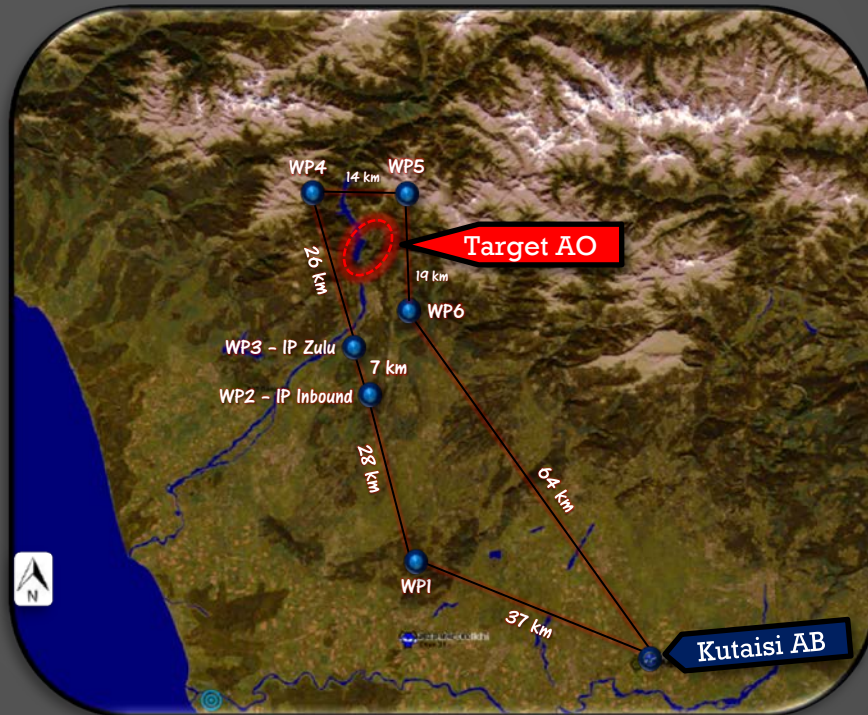 WP4
WP5
14 km
Target AO
26 km
19 km
WP6
WP3 - IP Zulu
7 km
WP2 - IP Inbound
28 km
64 km
WP1
N
37 km
Kutaisi AB